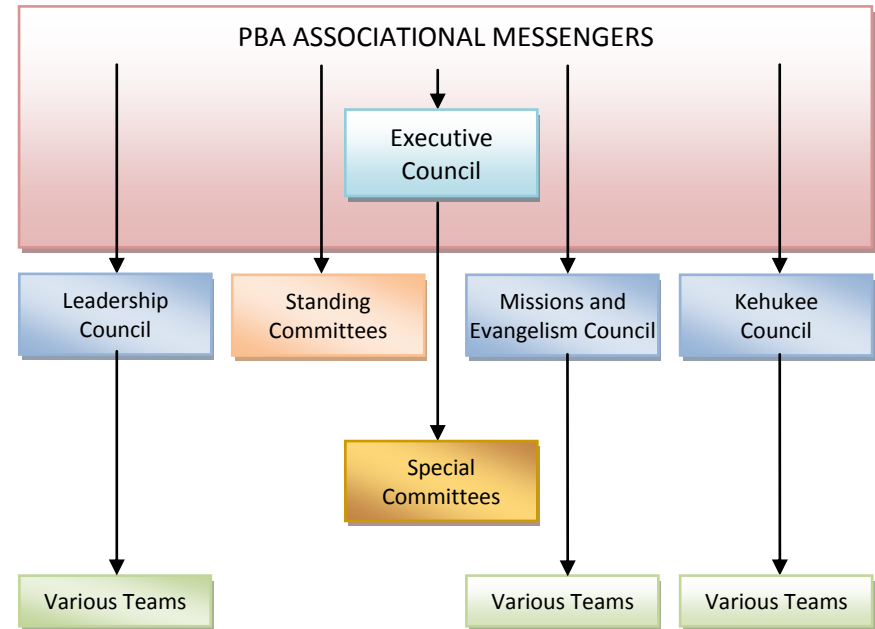 PBA ASSOCIATIONAL MESSENGERS
Executive
Council
Leadership
Council
Standing
Committees
Missions and
Evangelism Council
Kehukee
Council
Special
Committees
Various Teams
Various Teams
Various Teams